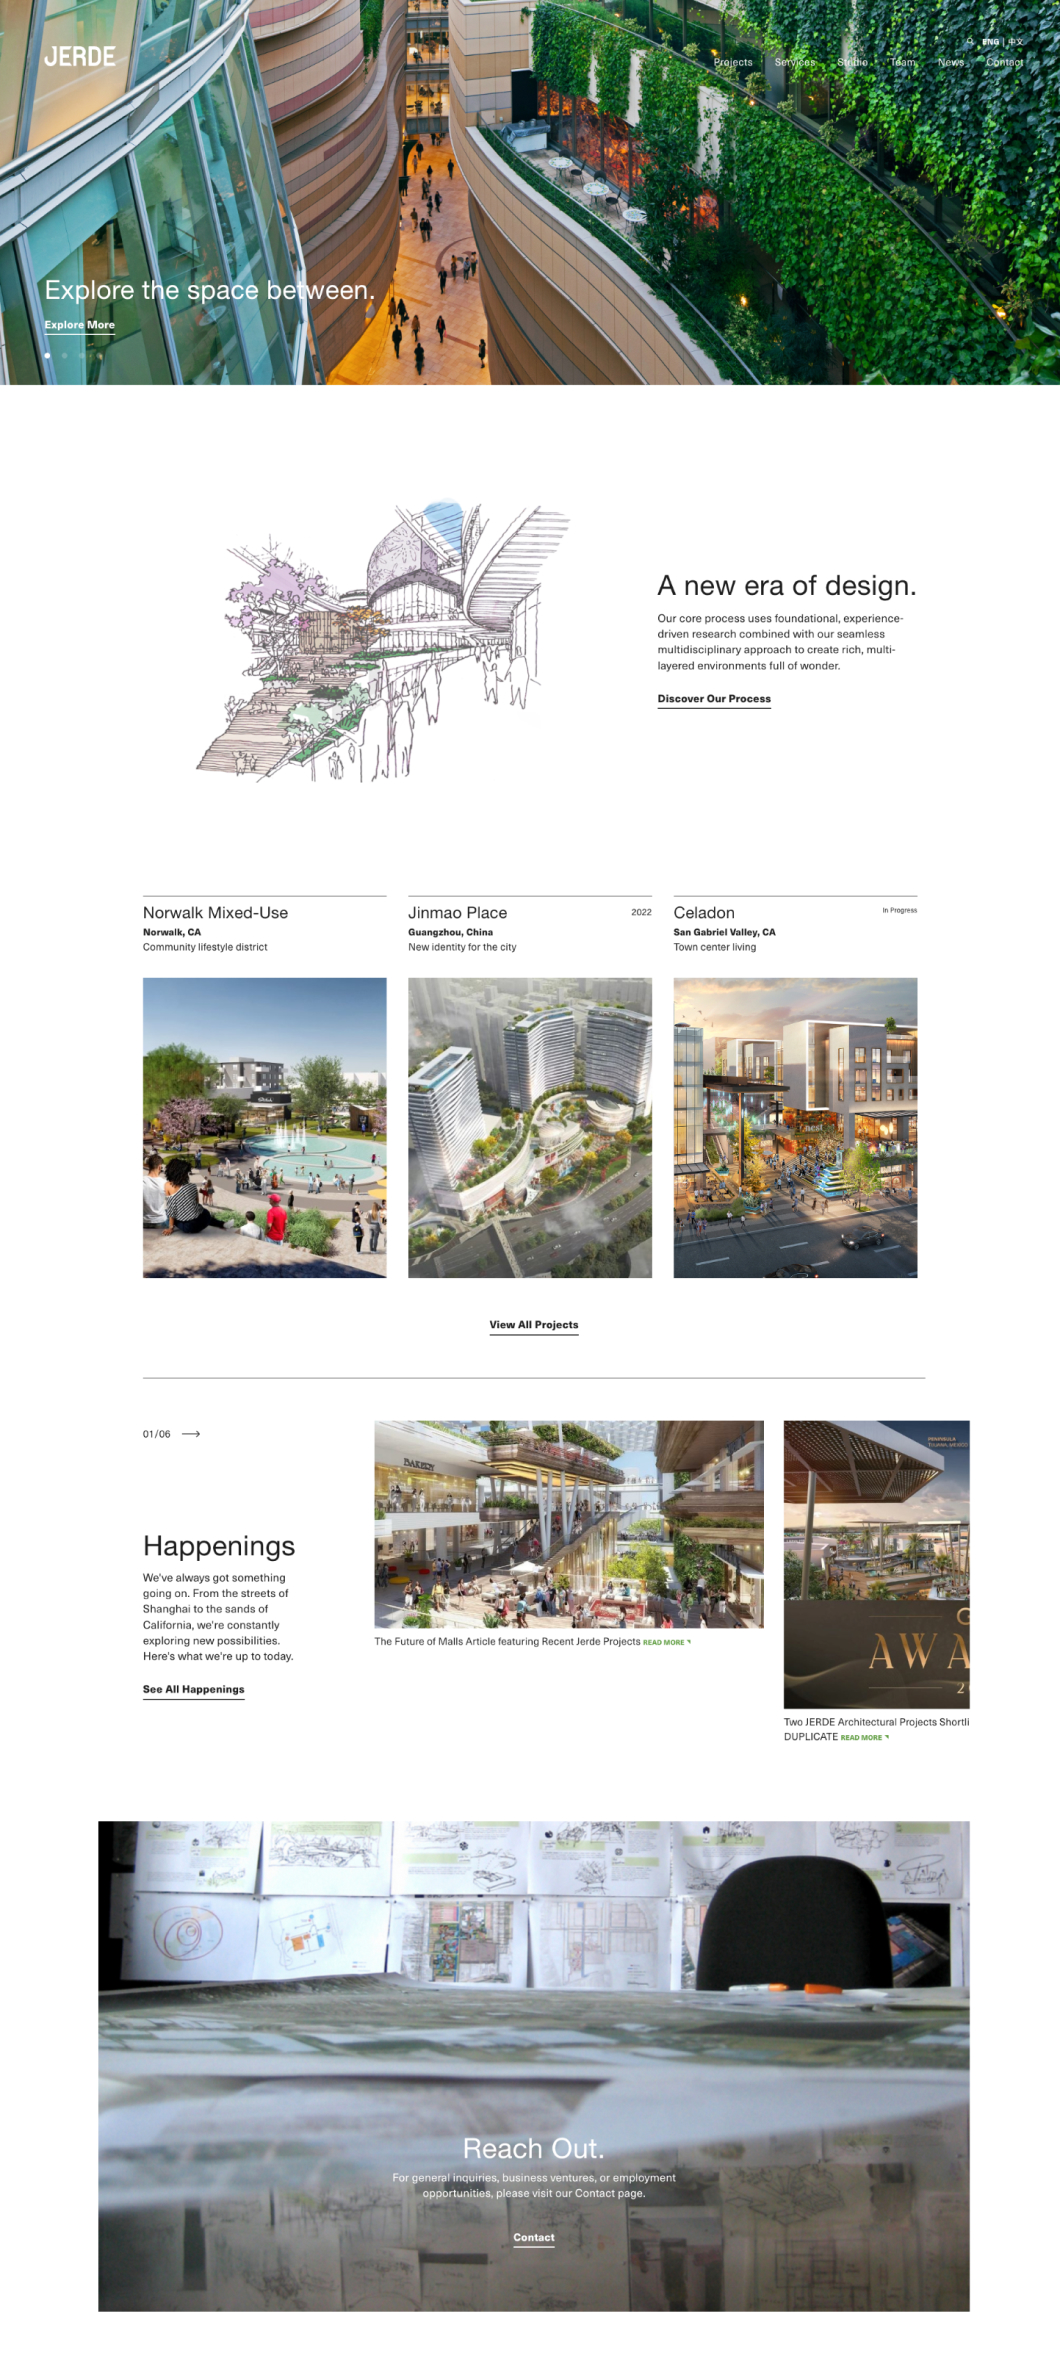 JERDE
ENG | 中文
Projects Services Studio Team News Contact
Explore the space between.
Explore More
A new era of design.
Our core process uses foundational, experience-
driven research combined with our seamless
multidisciplinary approach to create rich, multi-
layered environments full of wonder.
Discover Our Process
Norwalk Mixed-Use
Norwalk, CA
Community lifestyle district
Jinmao Place 2022
Guangzhou, China
New identity for the city
Celadon In Progress
San Gabriel Valley, CA
Town center living
View All Projects
01/06
Happenings
We've always got something
going on. From the streets of
Shanghai to the sands of
California, we're constantly
exploring new possibilities.
Here's what we're up to today.
See All Happenings
BAKERY
The Future of Malls Article featuring Recent Jerde Projects READ MORE
PENINSULA
TIJUANA, MEXICO
G
AWA
2
Two JERDE Architectural Projects Shortli
DUPLICATE READ MORE
Reach Out.
For general inquiries, business ventures, or employment
opportunities, please visit our Contact page.
Contact